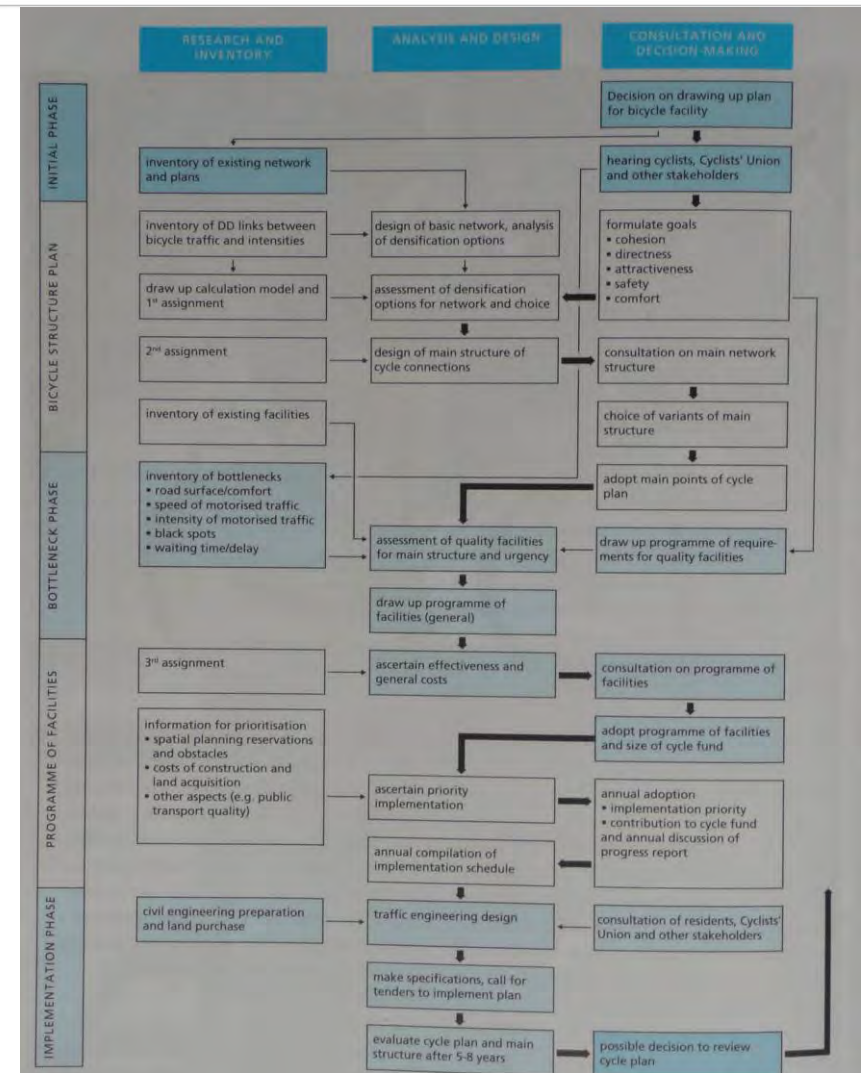 RESEARCH AND
INVENTORY
ANALYSIS AND DESIGN
CONSULTATION AND
DECISION-MAKING
INITIAL PHASE
Decision on drawing up plan
for bicycle facility
inventory of existing network
and plans
hearing cyclists, Cyclists' Union
and other stakeholders
BICYCLE STRUCTURE PLAN
inventory of DD links between
bicycle traffic and intensities
design of basic network, analysis
of densification options
formulate goals
▪ cohesion
▪ directness
▪ attractiveness
▪ safety
▪ comfort
draw up calculation model and
1st assignment
assessment of densification
options for network and choice
2nd assignment
design of main structure of
cycle connections
consultation on main network
structure
inventory of existing facilities
choice of variants of main
structure
BOTTLENECK PHASE
inventory of bottlenecks
▪ road surface/comfort
▪ speed of motorised traffic
▪ intensity of motorised traffic
▪ black spots
▪ waiting time/delay
adopt main points of cycle
plan
assessment of quality facilities
for main structure and urgency
draw up programme of require-
ments for quality facilities
draw up programme of
facilities (general)
PROGRAMME OF FACILITIES
3rd assignment
ascertain effectiveness and
general costs
consultation on programme of
facilities
information for prioritisation
▪ spatial planning reservations
and obstacles
▪ costs of construction and
land acquisition
▪ other aspects (e.g. public
transport quality)
adopt programme of facilities
and size of cycle fund
ascertain priority
implementation
annual adoption
▪ implementation priority
▪ contribution to cycle fund
and annual discussion of
progress report
annual compilation of
implementation schedule
IMPLEMENTATION PHASE
civil engineering preparation
and land purchase
traffic engineering design
consultation of residents, Cyclists'
Union and other stakeholders
make specifications, call for
tenders to implement plan
evaluate cycle plan and main
structure after 5-8 years
possible decision to review
cycle plan